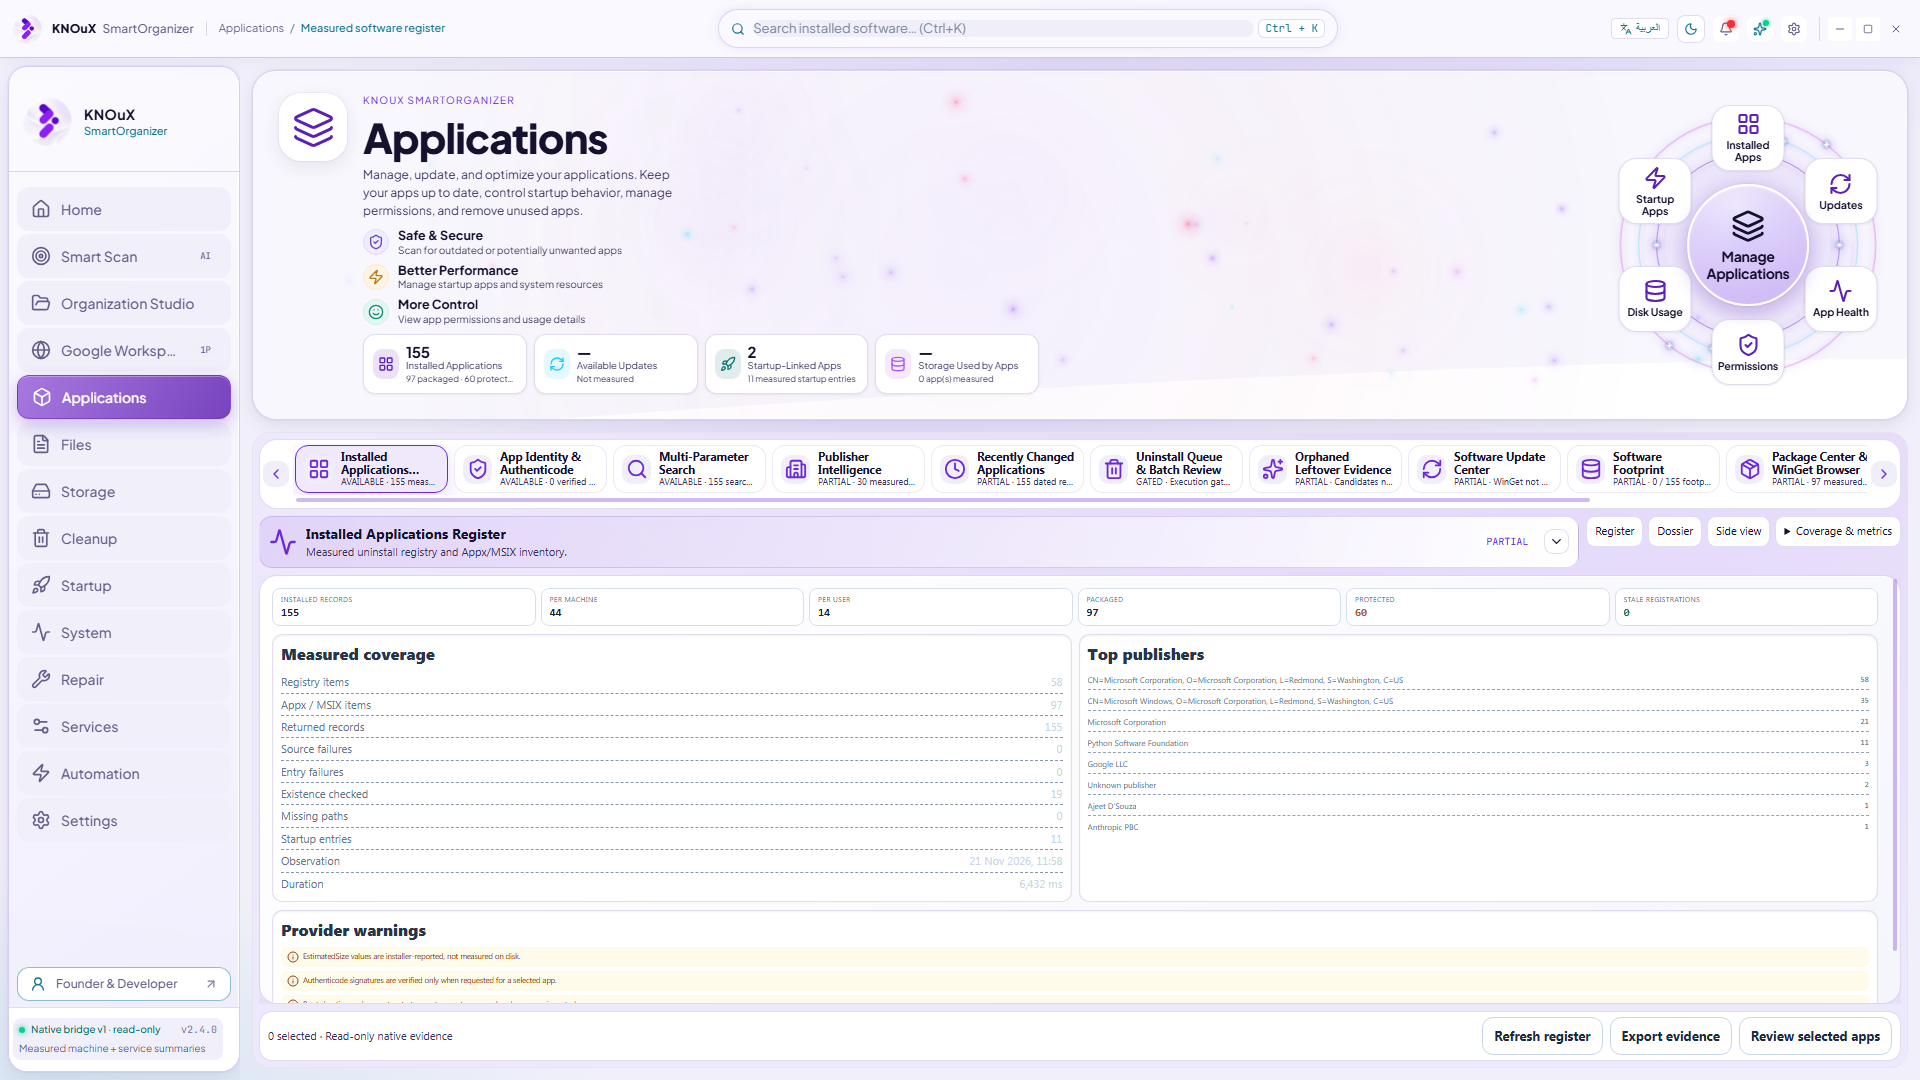 KNOuX SmartOrganizer
Applications / Measured software register
Search installed software... (Ctrl+K)
Ctrl + K
العربية
KNOuX
SmartOrganizer
Home
Smart Scan AI
Organization Studio
Google Worksp... 1P
Applications
Files
Storage
Cleanup
Startup
System
Repair
Services
Automation
Settings
Founder & Developer
Native bridge v1 · read-only v2.4.0
Measured machine + service summaries
KNOUX SMARTORGANIZER
Applications
Manage, update, and optimize your applications. Keep
your apps up to date, control startup behavior, manage
permissions, and remove unused apps.
Safe & Secure
Scan for outdated or potentially unwanted apps
Better Performance
Manage startup apps and system resources
More Control
View app permissions and usage details
155
Installed Applications
97 packaged · 60 protect...
—
Available Updates
Not measured
2
Startup-Linked Apps
11 measured startup entries
—
Storage Used by Apps
0 app(s) measured
Installed
Apps
Startup
Apps
Updates
Manage
Applications
Disk Usage
App Health
Permissions
Installed
Applications...
AVAILABLE · 155 meas...
App Identity &
Authenticode
AVAILABLE · 0 verified ...
Multi-Parameter
Search
AVAILABLE · 155 searc...
Publisher
Intelligence
PARTIAL · 30 measured...
Recently Changed
Applications
PARTIAL · 155 dated re...
Uninstall Queue
& Batch Review
GATED · Execution gat...
Orphaned
Leftover Evidence
PARTIAL · Candidates n...
Software Update
Center
PARTIAL · WinGet not ...
Software
Footprint
PARTIAL · 0 / 155 footp...
Package Center &
WinGet Browser
PARTIAL · 97 measured...
Installed Applications Register
Measured uninstall registry and Appx/MSIX inventory.
PARTIAL
Register
Dossier
Side view
Coverage & metrics
INSTALLED RECORDS
155
PER MACHINE
44
PER USER
14
PACKAGED
97
PROTECTED
60
STALE REGISTRATIONS
0
Measured coverage
Registry items 58
Appx / MSIX items 97
Returned records 155
Source failures 0
Entry failures 0
Existence checked 19
Missing paths 0
Startup entries 11
Observation 21 Nov 2026, 11:58
Duration 6,432 ms
Top publishers
CN=Microsoft Corporation, O=Microsoft Corporation, L=Redmond, S=Washington, C=US 58
CN=Microsoft Windows, O=Microsoft Corporation, L=Redmond, S=Washington, C=US 35
Microsoft Corporation 21
Python Software Foundation 11
Google LLC 3
Unknown publisher 2
Ajeet D'Souza 1
Anthropic PBC 1
Provider warnings
EstimatedSize values are installer-reported, not measured on disk.
Authenticode signatures are verified only when requested for a selected app.
0 selected · Read-only native evidence
Refresh register
Export evidence
Review selected apps